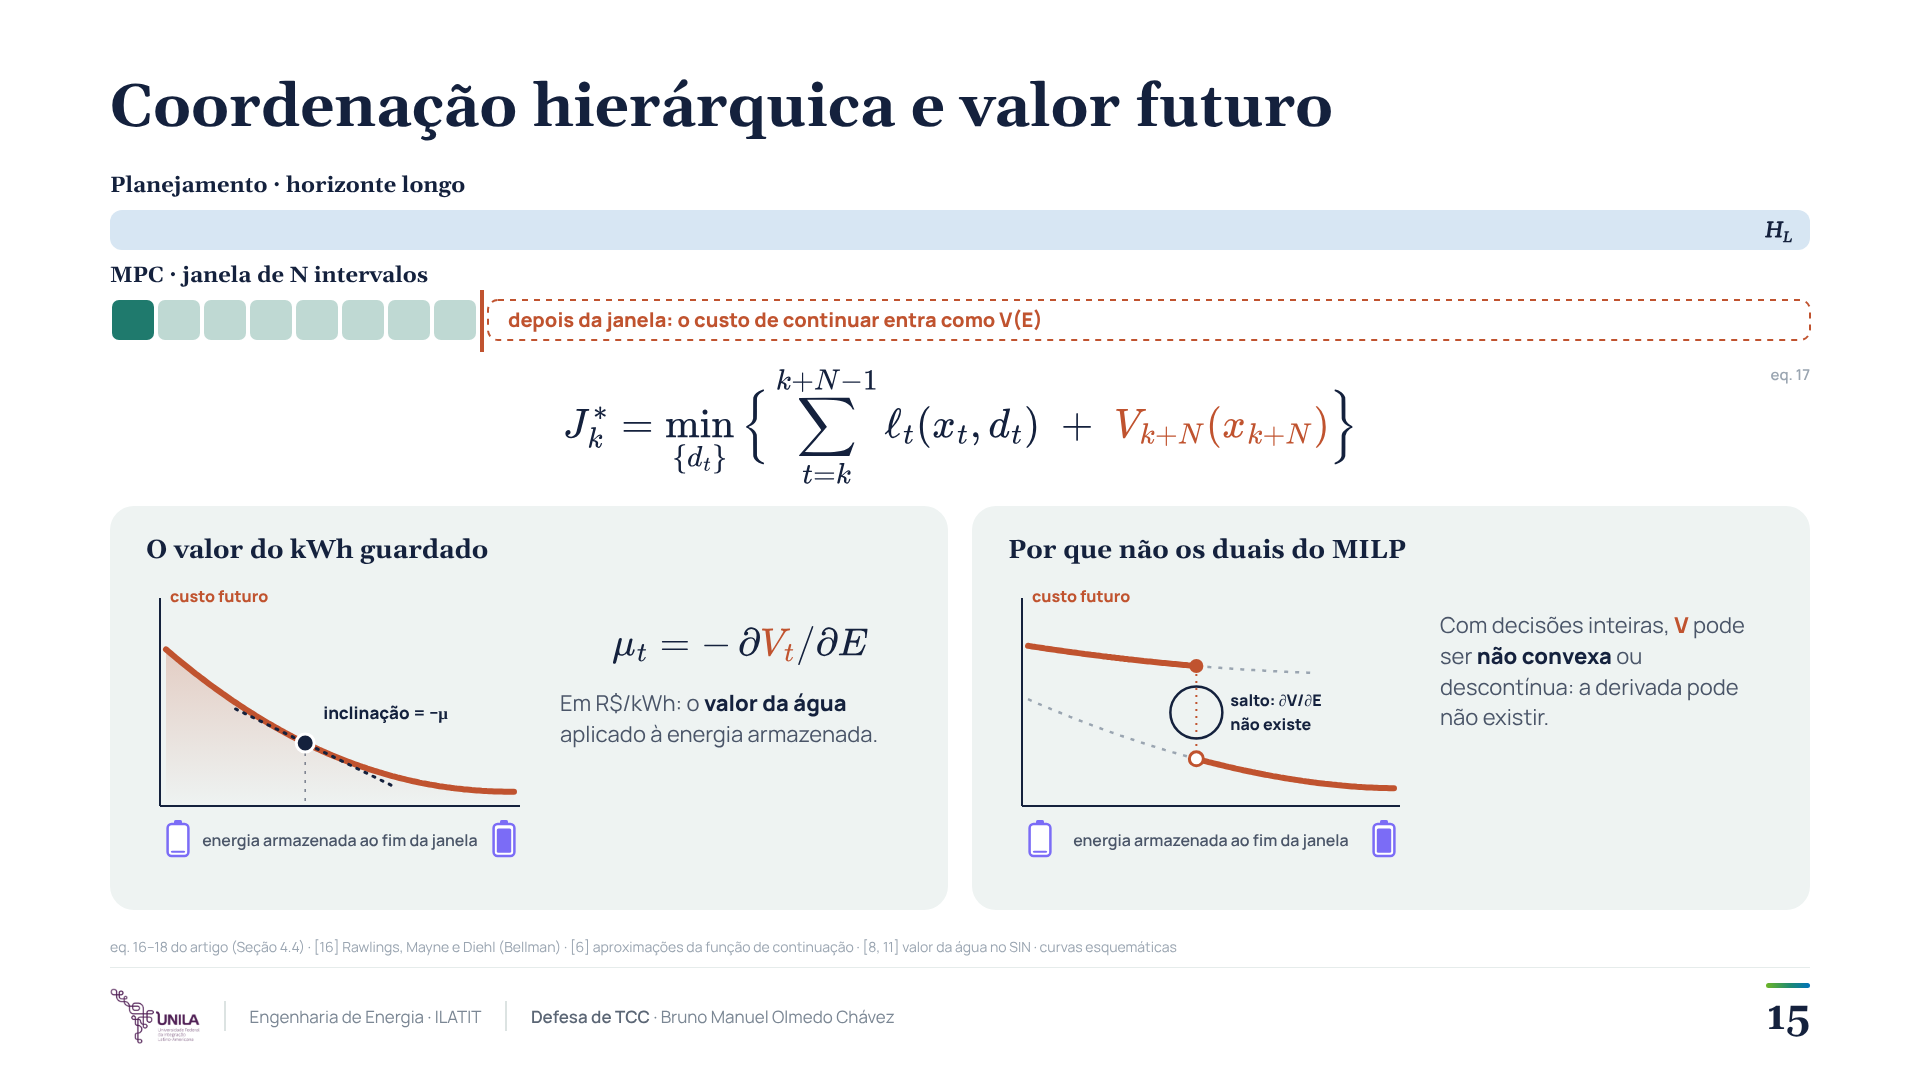 Coordenação hierárquica e valor futuro
Planejamento · horizonte longo
H_L
MPC · janela de N intervalos
depois da janela: o custo de continuar entra como V(E)
eq. 17
J*_k = min_{d_t} { ∑_{t=k}^{k+N−1} ℓ_t(x_t, d_t) + V_{k+N}(x_{k+N}) }
O valor do kWh guardado
custo futuro
inclinação = −μ
energia armazenada ao fim da janela
μ_t = − ∂V_t/∂E
Em R$/kWh: o valor da água
aplicado à energia armazenada.
Por que não os duais do MILP
custo futuro
salto: ∂V/∂E
não existe
energia armazenada ao fim da janela
Com decisões inteiras, V pode
ser não convexa ou
descontínua: a derivada pode
não existir.
eq. 16–18 do artigo (Seção 4.4) · [16] Rawlings, Mayne e Diehl (Bellman) · [6] aproximações da função de continuação · [8, 11] valor da água no SIN · curvas esquemáticas
UNILA
Engenharia de Energia · ILATIT
Defesa de TCC · Bruno Manuel Olmedo Chávez
15